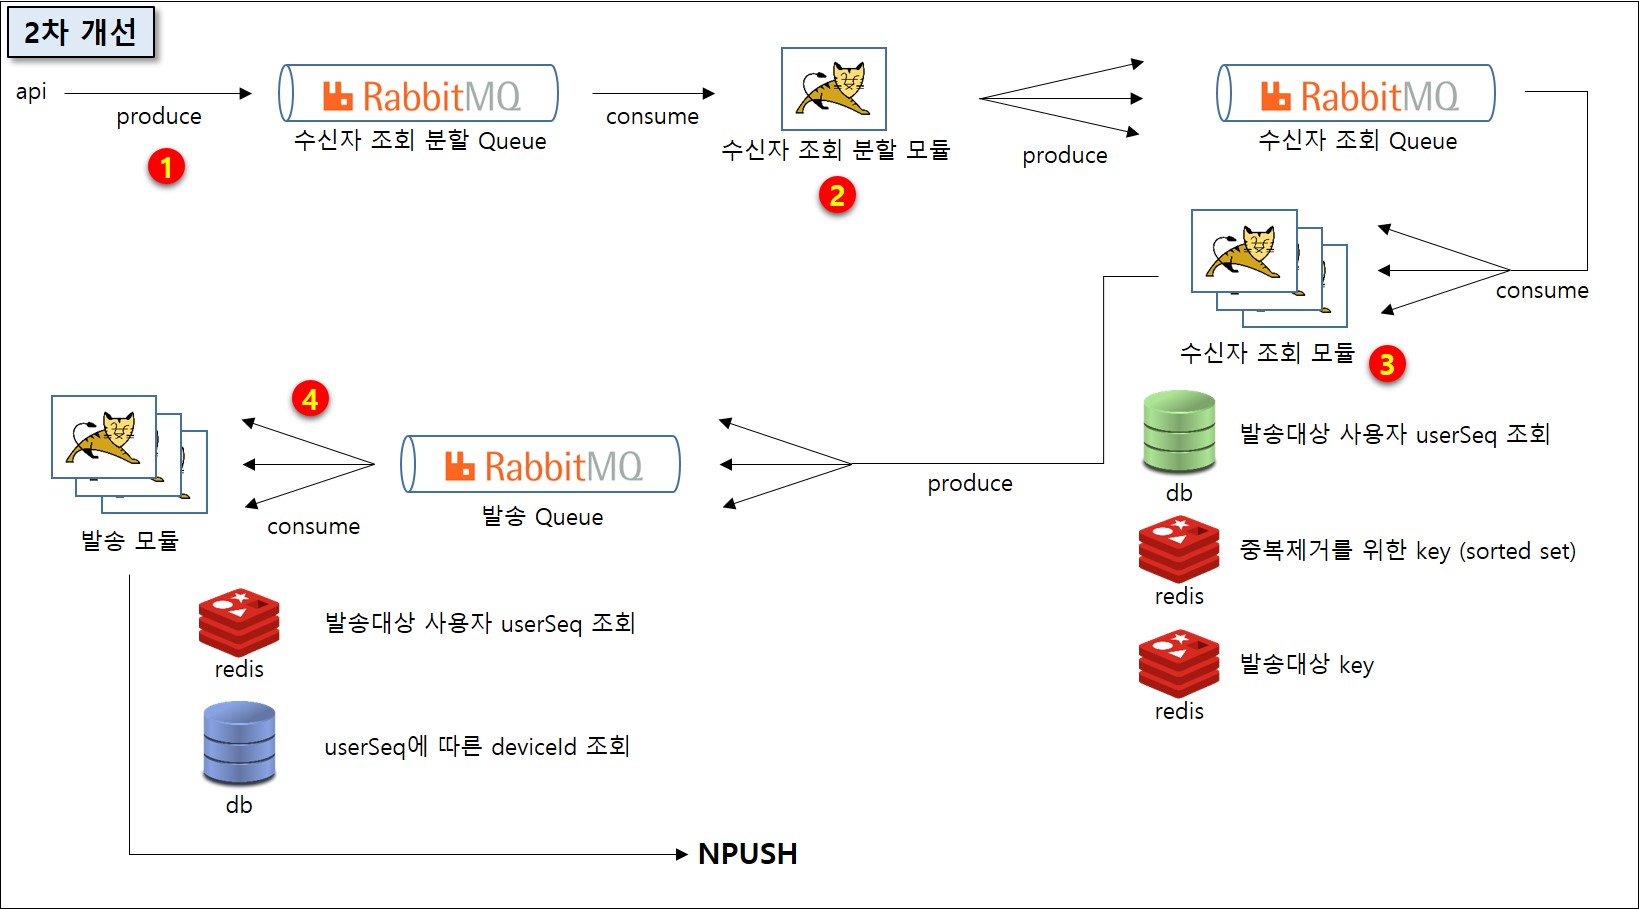 2차 개선
api
produce
1
RabbitMQ
수신자 조회 분할 Queue
consume
수신자 조회 분할 모듈
2
produce
RabbitMQ
수신자 조회 Queue
consume
수신자 조회 모듈
3
발송대상 사용자 userSeq 조회
db
중복제거를 위한 key (sorted set)
redis
발송대상 key
redis
produce
RabbitMQ
발송 Queue
4
consume
발송 모듈
발송대상 사용자 userSeq 조회
redis
userSeq에 따른 deviceId 조회
db
NPUSH